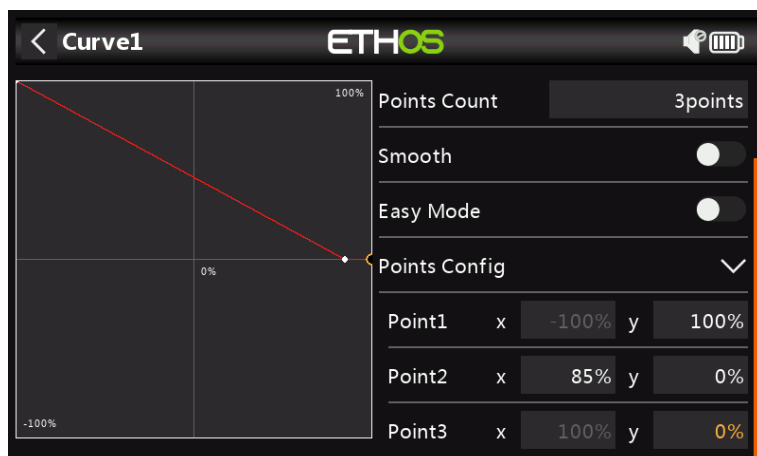 Curve1
ETHOS
100%
0%
-100%
Points Count 3points
Smooth
Easy Mode
Points Config
Point1 x -100% y 100%
Point2 x 85% y 0%
Point3 x 100% y 0%